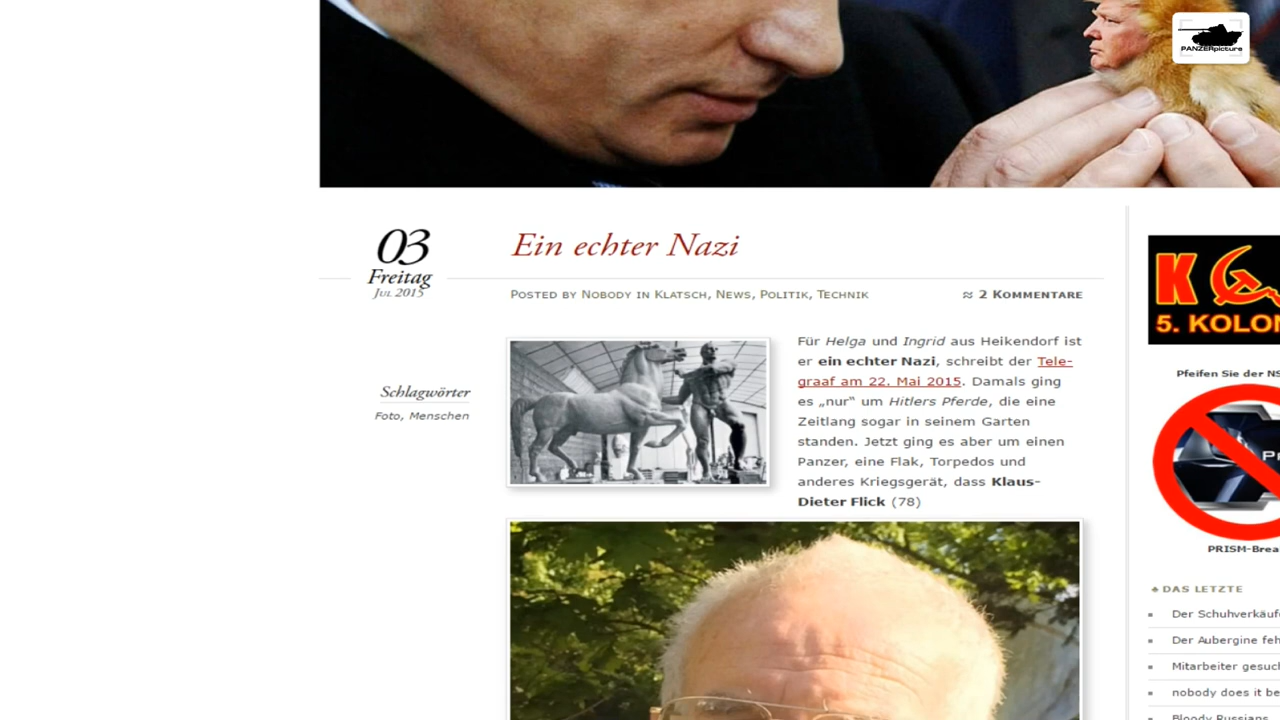 PANZERpicture
03
Freitag
Jul 2015
Ein echter Nazi
Posted by Nobody in Klatsch, News, Politik, Technik
≈ 2 Kommentare
Schlagwörter
Foto, Menschen
Für Helga und Ingrid aus Heikendorf ist
er ein echter Nazi, schreibt der Tele-
graaf am 22. Mai 2015. Damals ging
es „nur“ um Hitlers Pferde, die eine
Zeitlang sogar in seinem Garten
standen. Jetzt ging es aber um einen
Panzer, eine Flak, Torpedos und
anderes Kriegsgerät, dass Klaus-
Dieter Flick (78)
K
5. KOLON
Pfeifen Sie der NS
Pr
PRISM-Brea
♣ DAS LETZTE
Der Schuhverkäuf
Der Aubergine feh
Mitarbeiter gesuch
nobody does it be
Bloody Russians